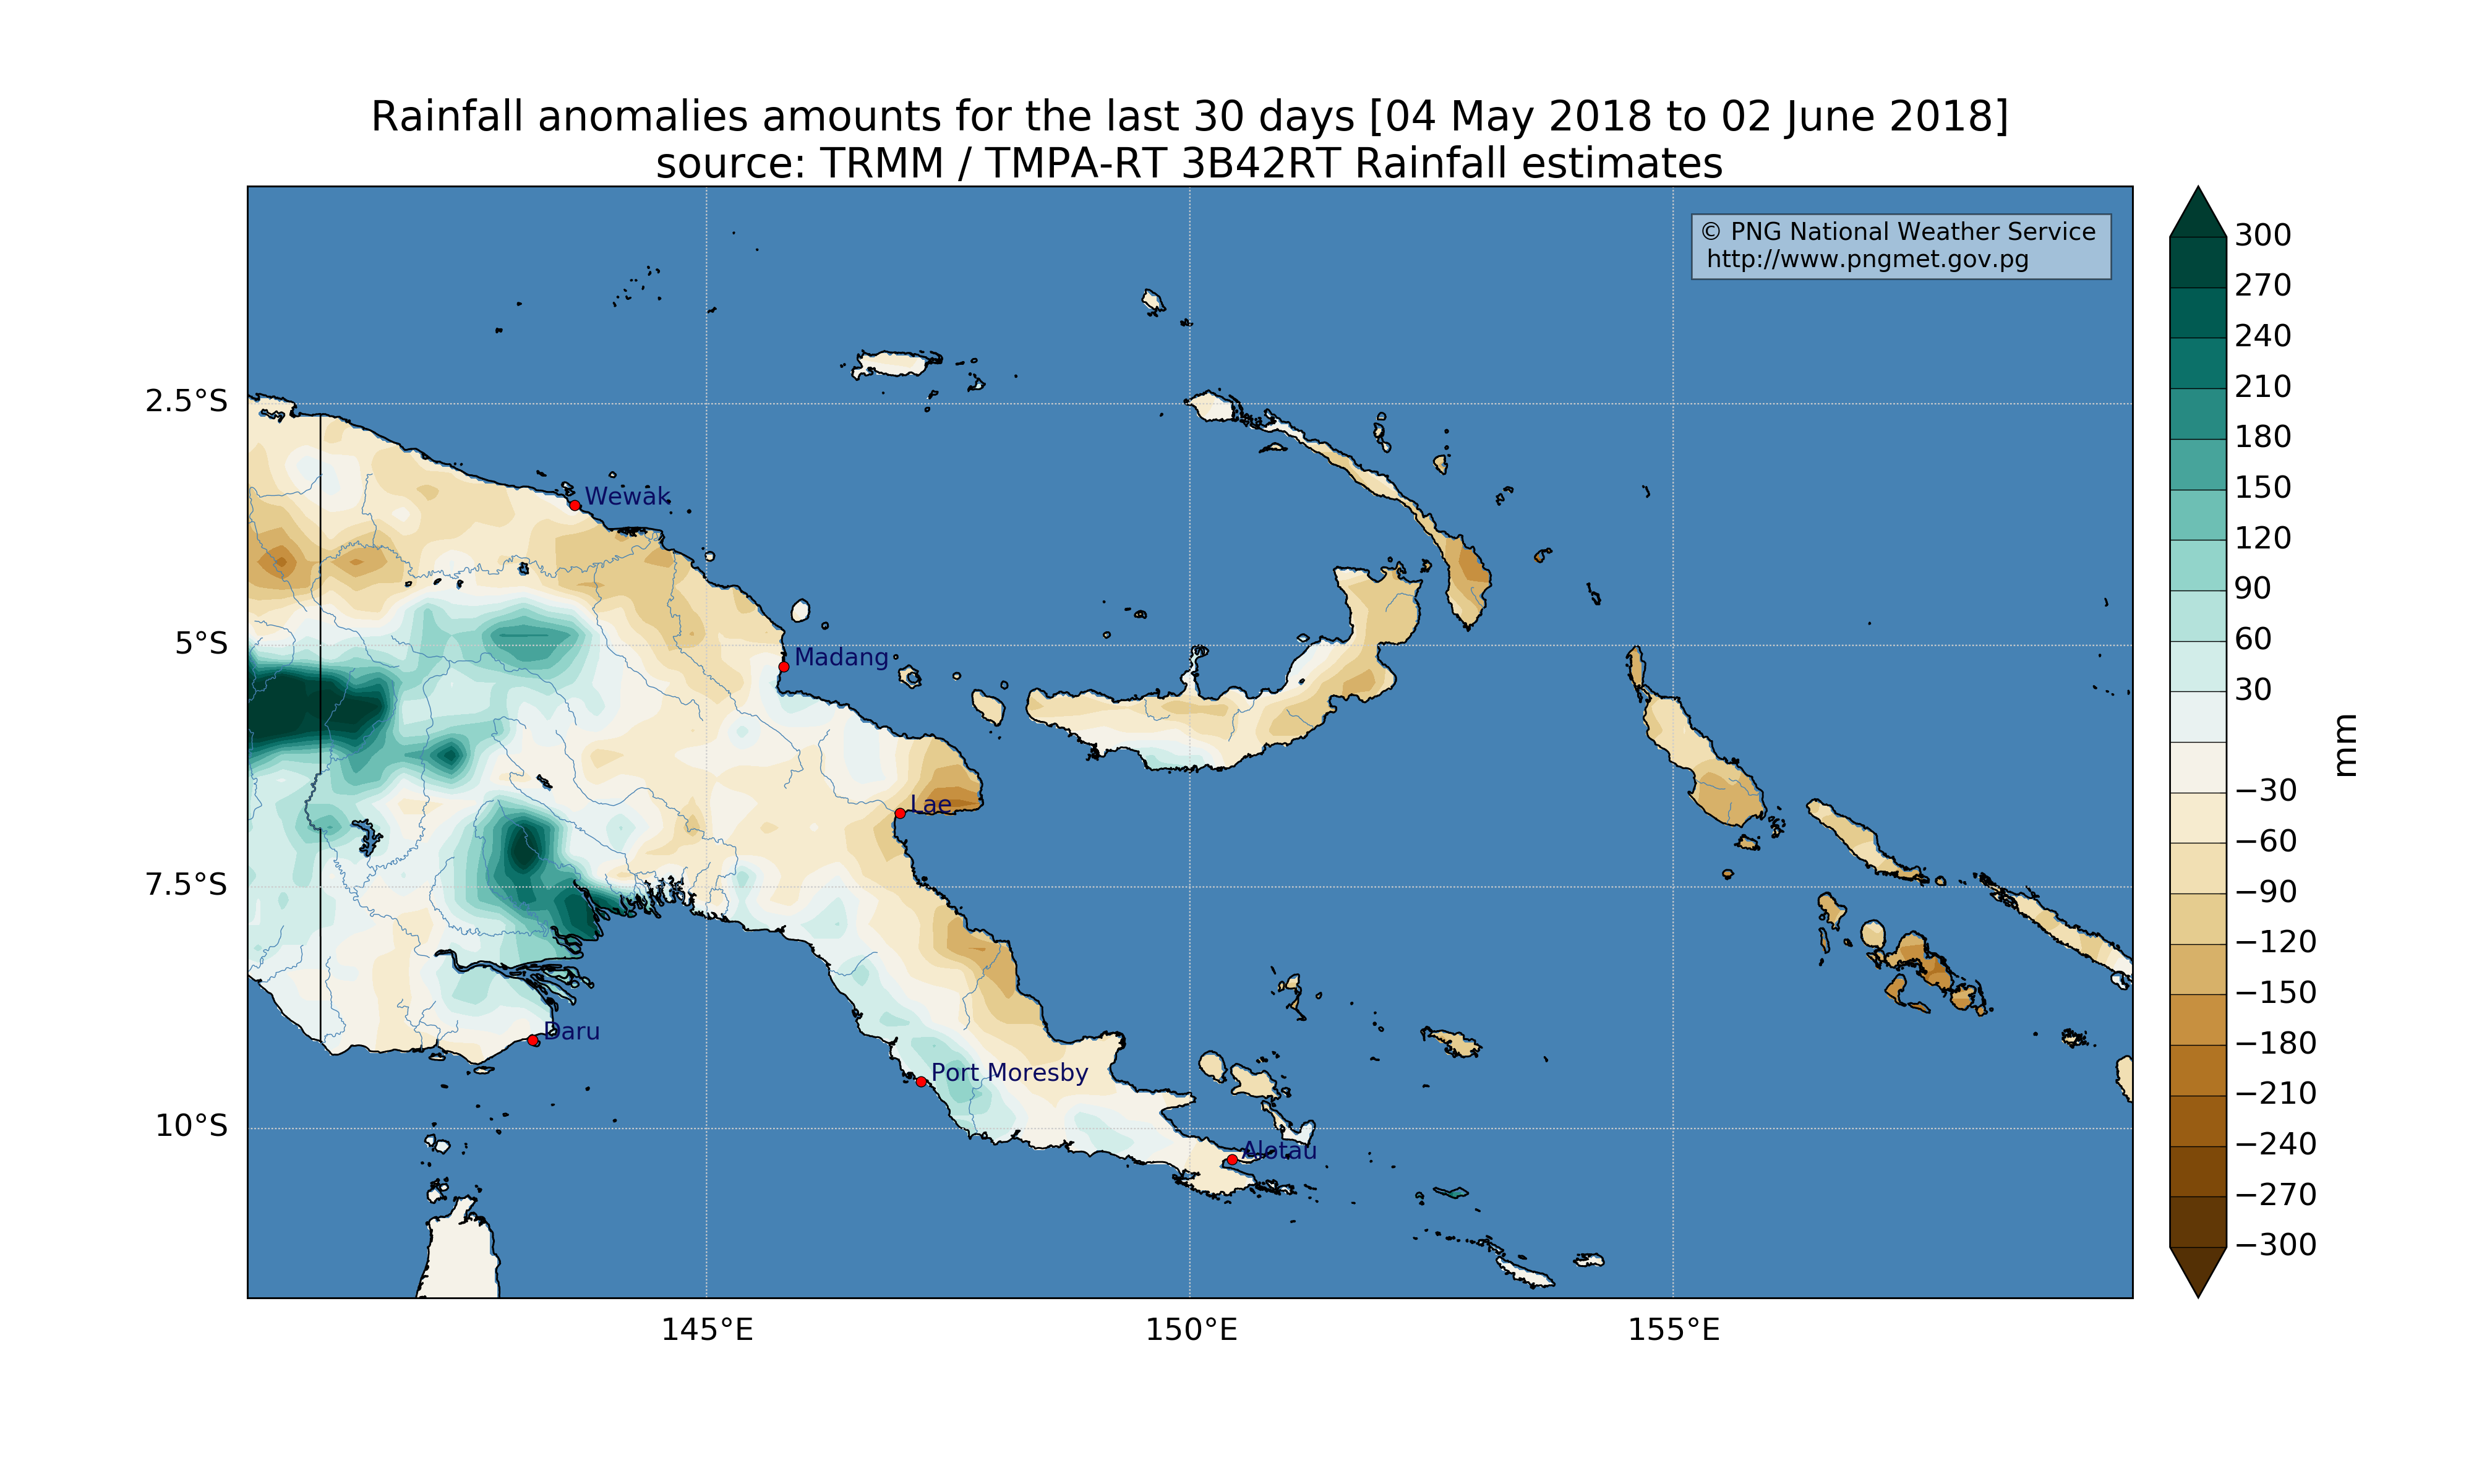 Rainfall anomalies amounts for the last 30 days [04 May 2018 to 02 June 2018]
source: TRMM / TMPA-RT 3B42RT Rainfall estimates
© PNG National Weather Service
http://www.pngmet.gov.pg
2.5°S
5°S
7.5°S
10°S
Wewak
Madang
Lae
Daru
Port Moresby
Alotau
145°E
150°E
155°E
300
270
240
210
180
150
120
90
60
30
−30
−60
−90
−120
−150
−180
−210
−240
−270
−300
mm